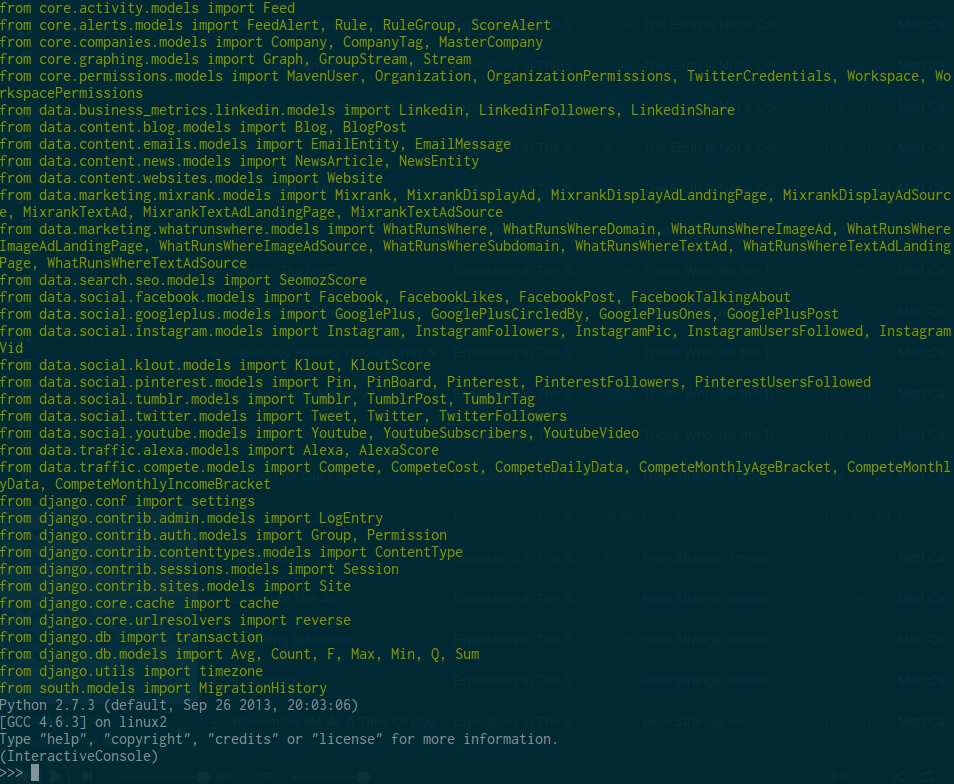 from core.activity.models import Feed
from core.alerts.models import FeedAlert, Rule, RuleGroup, ScoreAlert
from core.companies.models import Company, CompanyTag, MasterCompany
from core.graphing.models import Graph, GroupStream, Stream
from core.permissions.models import MavenUser, Organization, OrganizationPermissions, TwitterCredentials, Workspace, Wo
rkspacePermissions
from data.business_metrics.linkedin.models import Linkedin, LinkedinFollowers, LinkedinShare
from data.content.blog.models import Blog, BlogPost
from data.content.emails.models import EmailEntity, EmailMessage
from data.content.news.models import NewsArticle, NewsEntity
from data.content.websites.models import Website
from data.marketing.mixrank.models import Mixrank, MixrankDisplayAd, MixrankDisplayAdLandingPage, MixrankDisplayAdSourc
e, MixrankTextAd, MixrankTextAdLandingPage, MixrankTextAdSource
from data.marketing.whatrunswhere.models import WhatRunsWhere, WhatRunsWhereDomain, WhatRunsWhereImageAd, WhatRunsWhere
ImageAdLandingPage, WhatRunsWhereImageAdSource, WhatRunsWhereSubdomain, WhatRunsWhereTextAd, WhatRunsWhereTextAdLanding
Page, WhatRunsWhereTextAdSource
from data.search.seo.models import SeomozScore
from data.social.facebook.models import Facebook, FacebookLikes, FacebookPost, FacebookTalkingAbout
from data.social.googleplus.models import GooglePlus, GooglePlusCircledBy, GooglePlusOnes, GooglePlusPost
from data.social.instagram.models import Instagram, InstagramFollowers, InstagramPic, InstagramUsersFollowed, Instagram
Vid
from data.social.klout.models import Klout, KloutScore
from data.social.pinterest.models import Pin, PinBoard, Pinterest, PinterestFollowers, PinterestUsersFollowed
from data.social.tumblr.models import Tumblr, TumblrPost, TumblrTag
from data.social.twitter.models import Tweet, Twitter, TwitterFollowers
from data.social.youtube.models import Youtube, YoutubeSubscribers, YoutubeVideo
from data.traffic.alexa.models import Alexa, AlexaScore
from data.traffic.compete.models import Compete, CompeteCost, CompeteDailyData, CompeteMonthlyAgeBracket, CompeteMonthl
yData, CompeteMonthlyIncomeBracket
from django.conf import settings
from django.contrib.admin.models import LogEntry
from django.contrib.auth.models import Group, Permission
from django.contrib.contenttypes.models import ContentType
from django.contrib.sessions.models import Session
from django.contrib.sites.models import Site
from django.core.cache import cache
from django.core.urlresolvers import reverse
from django.db import transaction
from django.db.models import Avg, Count, F, Max, Min, Q, Sum
from django.utils import timezone
from south.models import MigrationHistory
Python 2.7.3 (default, Sep 26 2013, 20:03:06)
[GCC 4.6.3] on linux2
Type "help", "copyright", "credits" or "license" for more information.
(InteractiveConsole)
>>>